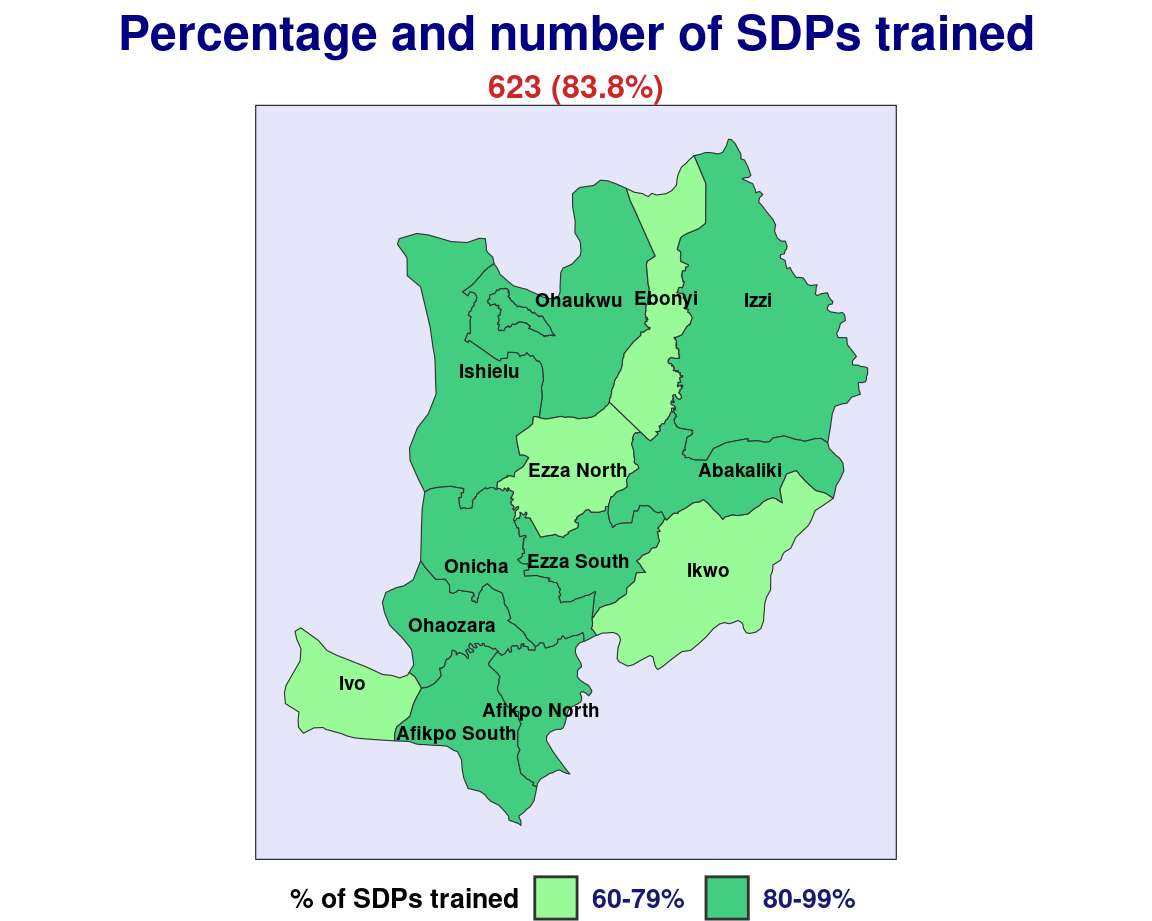 Percentage and number of SDPs trained
623 (83.8%)
Ohaukwu
Ebonyi
Izzi
Ishielu
Ezza North
Abakaliki
Onicha
Ezza South
Ikwo
Ohaozara
Ivo
Afikpo North
Afikpo South
% of SDPs trained 60-79% 80-99%